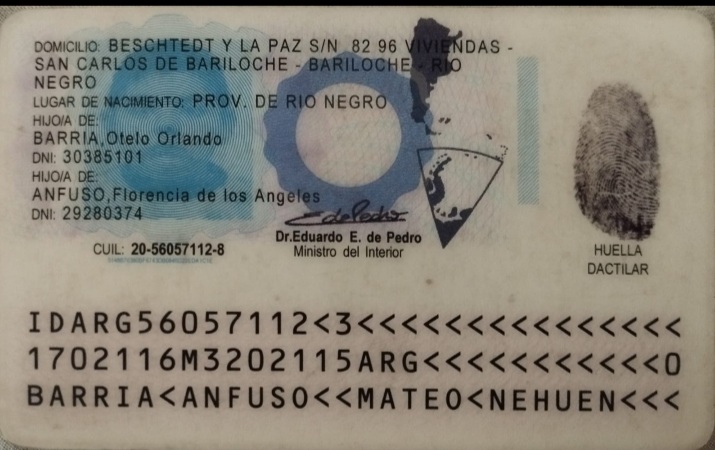 DOMICILIO: BESCHTEDT Y LA PAZ S/N 82 96 VIVIENDAS -
SAN CARLOS DE BARILOCHE - BARILOCHE - RIO
NEGRO
LUGAR DE NACIMIENTO: PROV. DE RIO NEGRO
HIJO/A DE:
BARRIA,Otelo Orlando
DNI: 30385101
HIJO/A DE:
ANFUSO,Florencia de los Angeles
DNI: 29280374
CUIL: 20-56057112-8
Dr.Eduardo E. de Pedro
Ministro del Interior
HUELLA
DACTILAR
IDARG56057112<3<<<<<<<<<<<<<<<
1702116M3202115ARG<<<<<<<<<<<0
BARRIA<ANFUSO<<MATEO<NEHUEN<<<